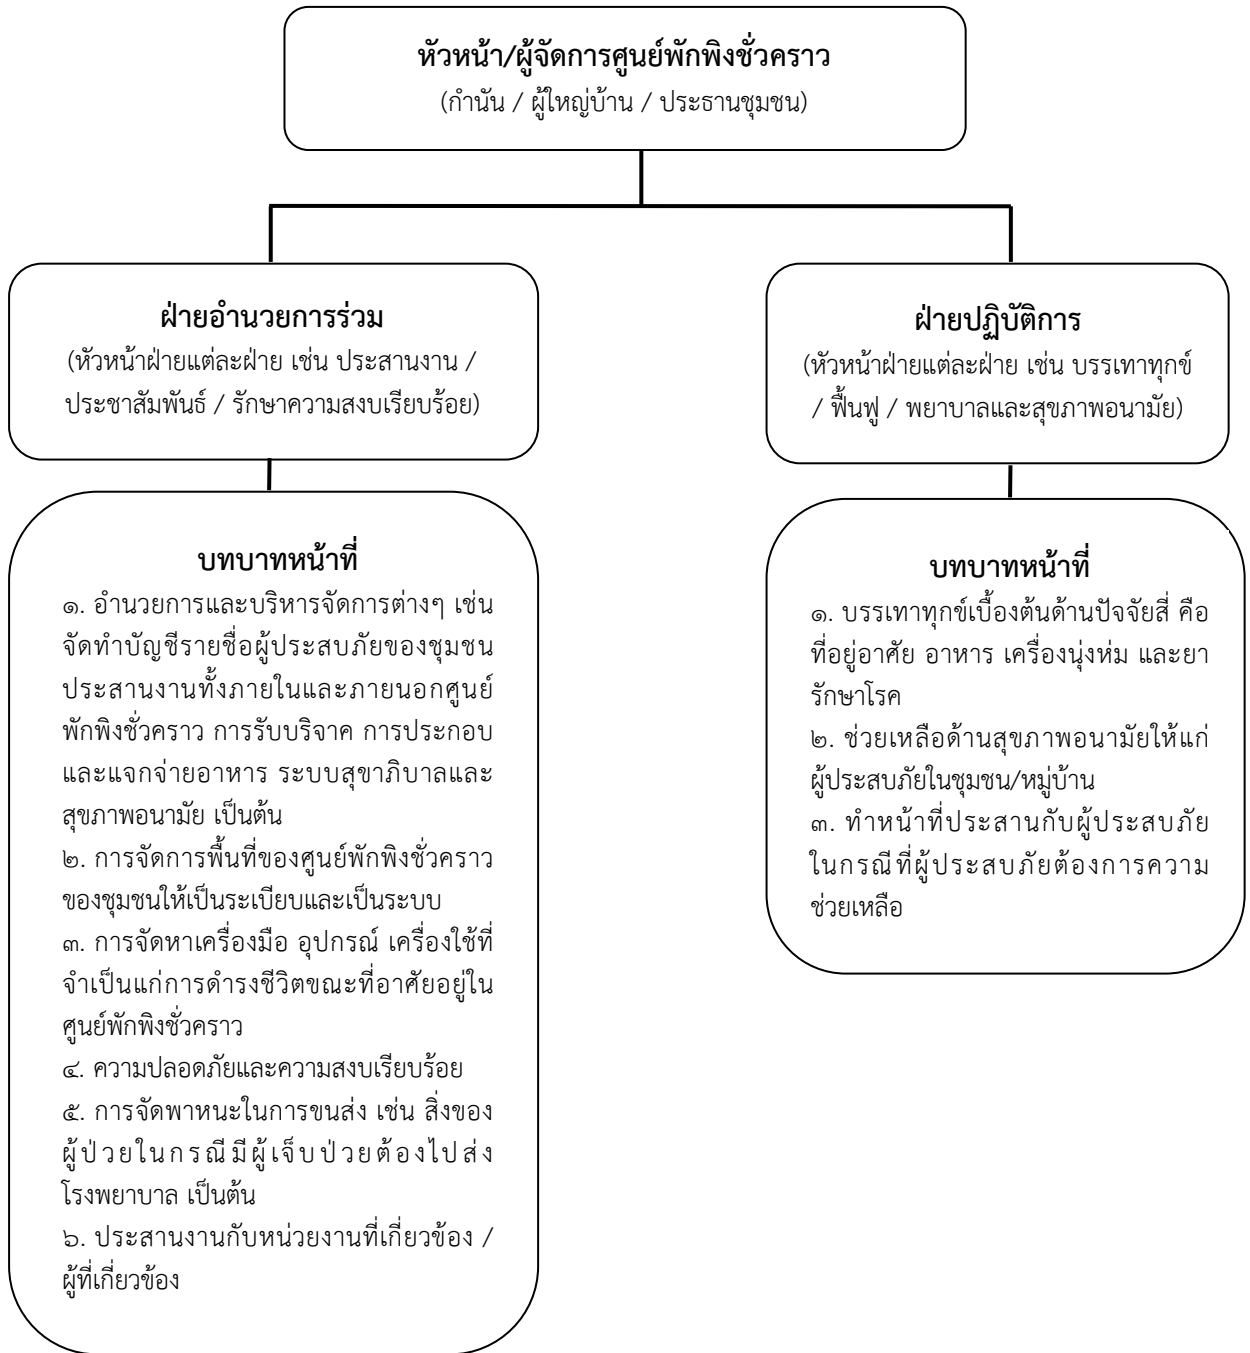 หัวหน้า/ผู้จัดการศูนย์พักพิงชั่วคราว
(กำนัน / ผู้ใหญ่บ้าน / ประธานชุมชน)
ฝ่ายอำนวยการร่วม
(หัวหน้าฝ่ายแต่ละฝ่าย เช่น ประสานงาน /
ประชาสัมพันธ์ / รักษาความสงบเรียบร้อย)
ฝ่ายปฏิบัติการ
(หัวหน้าฝ่ายแต่ละฝ่าย เช่น บรรเทาทุกข์
/ ฟื้นฟู / พยาบาลและสุขภาพอนามัย)
บทบาทหน้าที่
๑. อำนวยการและบริหารจัดการต่างๆ เช่น
จัดทำบัญชีรายชื่อผู้ประสบภัยของชุมชน
ประสานงานทั้งภายในและภายนอกศูนย์
พักพิงชั่วคราว การรับบริจาค การประกอบ
และแจกจ่ายอาหาร ระบบสุขาภิบาลและ
สุขภาพอนามัย เป็นต้น
๒. การจัดการพื้นที่ของศูนย์พักพิงชั่วคราว
ของชุมชนให้เป็นระเบียบและเป็นระบบ
๓. การจัดหาเครื่องมือ อุปกรณ์ เครื่องใช้ที่
จำเป็นแก่การดำรงชีวิตขณะที่อาศัยอยู่ใน
ศูนย์พักพิงชั่วคราว
๔. ความปลอดภัยและความสงบเรียบร้อย
๕. การจัดพาหนะในการขนส่ง เช่น สิ่งของ
ผู้ป่วยในกรณีมีผู้เจ็บป่วยต้องไปส่ง
โรงพยาบาล เป็นต้น
๖. ประสานงานกับหน่วยงานที่เกี่ยวข้อง /
ผู้ที่เกี่ยวข้อง
บทบาทหน้าที่
๑. บรรเทาทุกข์เบื้องต้นด้านปัจจัยสี่ คือ
ที่อยู่อาศัย อาหาร เครื่องนุ่งห่ม และยา
รักษาโรค
๒. ช่วยเหลือด้านสุขภาพอนามัยให้แก่
ผู้ประสบภัยในชุมชน/หมู่บ้าน
๓. ทำหน้าที่ประสานกับผู้ประสบภัย
ในกรณีที่ผู้ประสบภัยต้องการความ
ช่วยเหลือ